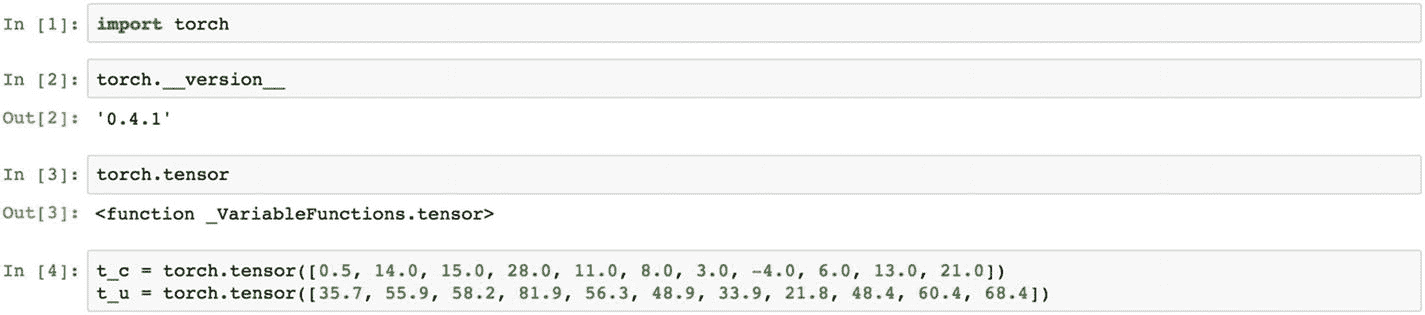 In [1]: import torch
In [2]: torch.__version__
Out[2]: '0.4.1'
In [3]: torch.tensor
Out[3]: <function _VariableFunctions.tensor>
In [4]: t_c = torch.tensor([0.5, 14.0, 15.0, 28.0, 11.0, 8.0, 3.0, -4.0, 6.0, 13.0, 21.0])
t_u = torch.tensor([35.7, 55.9, 58.2, 81.9, 56.3, 48.9, 33.9, 21.8, 48.4, 60.4, 68.4])